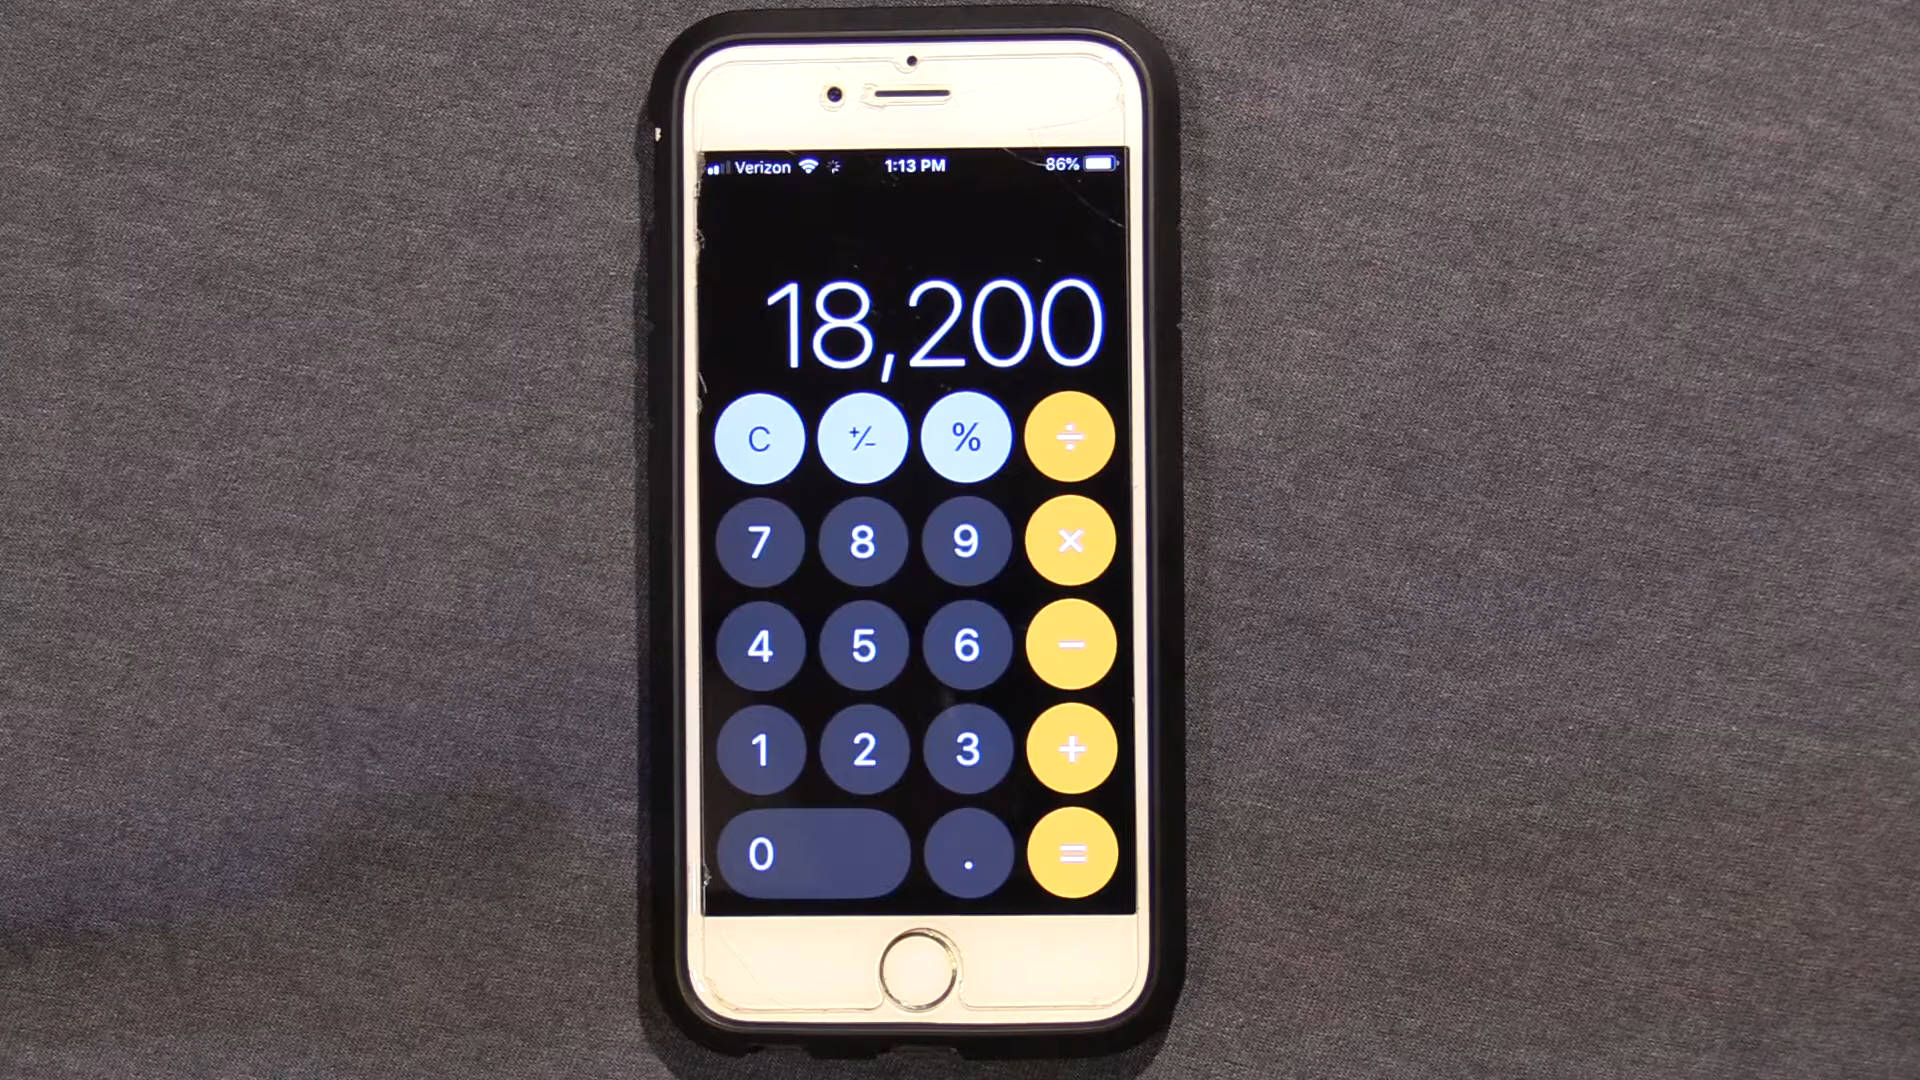 Verizon 1:13 PM 86%
18,200
C +/− % ÷
7 8 9 ×
4 5 6 −
1 2 3 +
0 . =